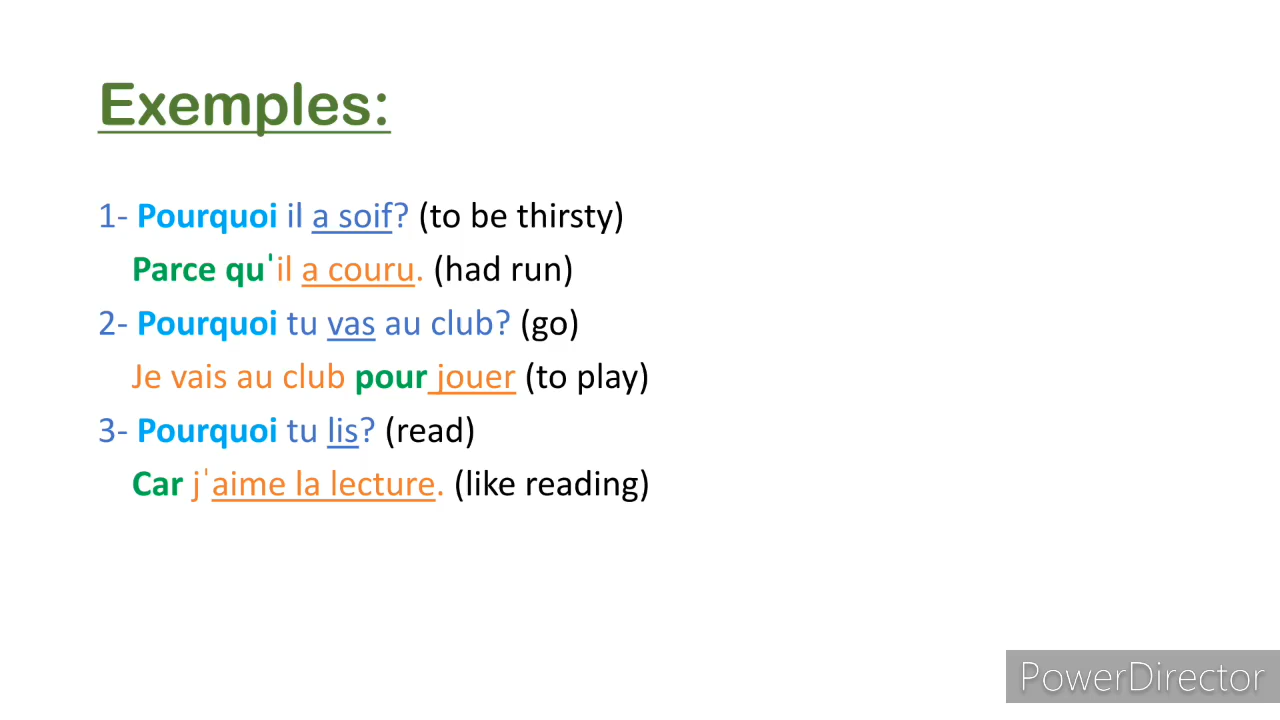 Exemples:
1- Pourquoi il a soif? (to be thirsty)
Parce qu'il a couru. (had run)
2- Pourquoi tu vas au club? (go)
Je vais au club pour jouer (to play)
3- Pourquoi tu lis? (read)
Car j'aime la lecture. (like reading)
PowerDirector